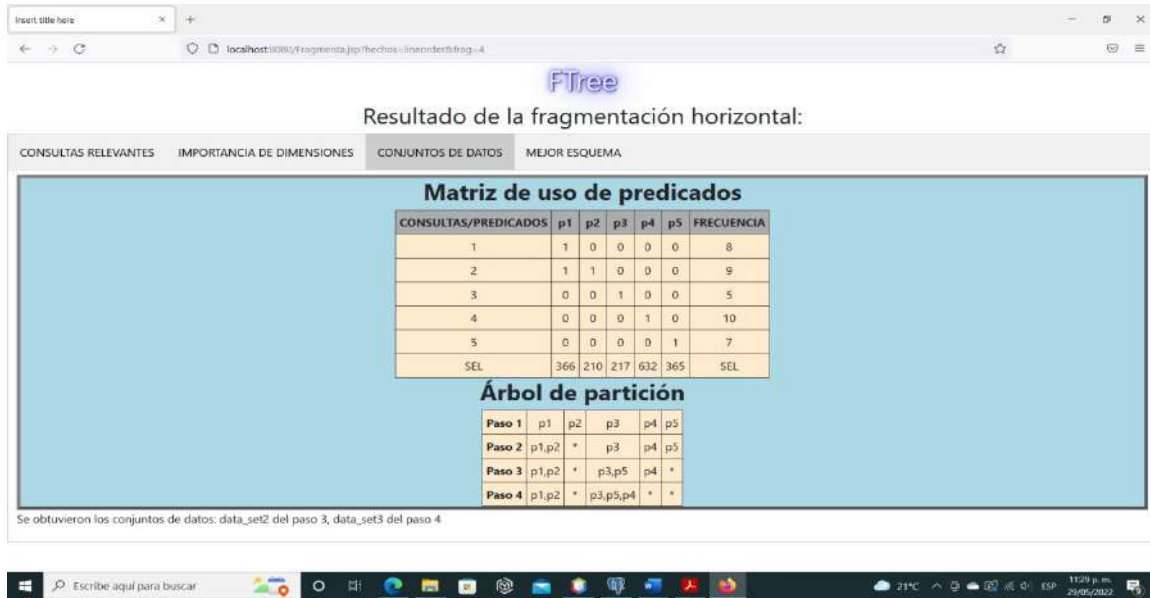 Insert title here
localhost:8080/Fragmenta.jsp?hechos=lineorder&frag=4
FTree
Resultado de la fragmentación horizontal:
CONSULTAS RELEVANTES IMPORTANCIA DE DIMENSIONES CONJUNTOS DE DATOS MEJOR ESQUEMA
Matriz de uso de predicados
CONSULTAS/PREDICADOS p1 p2 p3 p4 p5 FRECUENCIA
1 1 0 0 0 0 8
2 1 1 0 0 0 9
3 0 0 1 0 0 5
4 0 0 0 1 0 10
5 0 0 0 0 1 7
SEL 366 210 217 632 365 SEL
Árbol de partición
Paso 1 p1 p2 p3 p4 p5
Paso 2 p1,p2 * p3 p4 p5
Paso 3 p1,p2 * p3,p5 p4 *
Paso 4 p1,p2 * p3,p5,p4 * *
Se obtuvieron los conjuntos de datos: data_set2 del paso 3, data_set3 del paso 4
Escribe aquí para buscar
21°C ESP 11:29 p. m.
29/05/2022